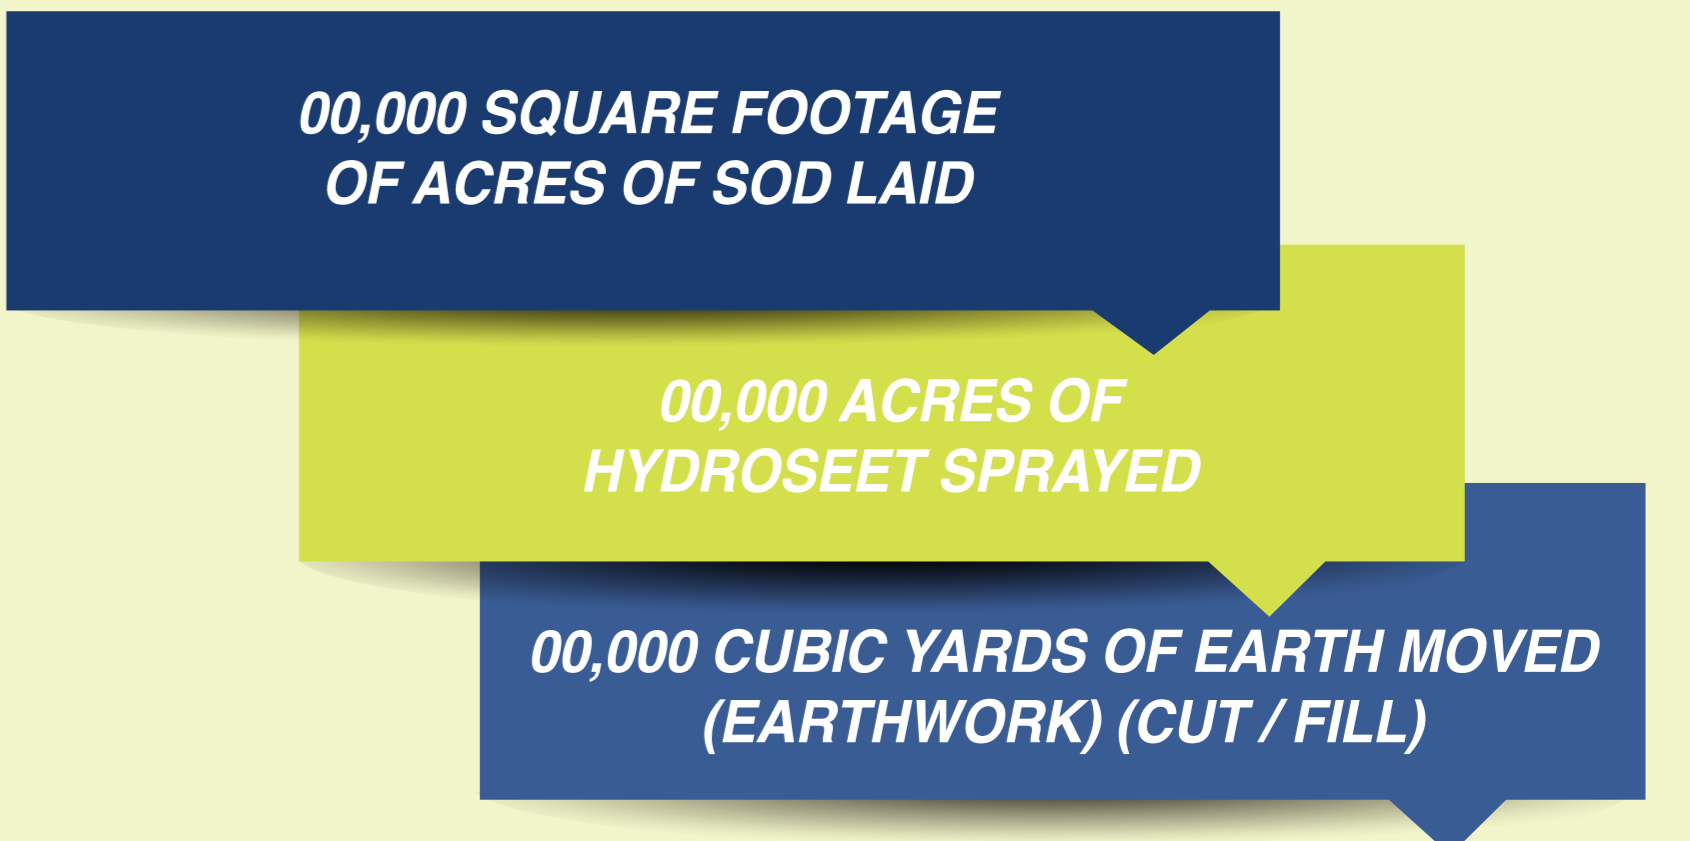 00,000 SQUARE FOOTAGE
OF ACRES OF SOD LAID
00,000 ACRES OF
HYDROSEET SPRAYED
00,000 CUBIC YARDS OF EARTH MOVED
(EARTHWORK) (CUT / FILL)